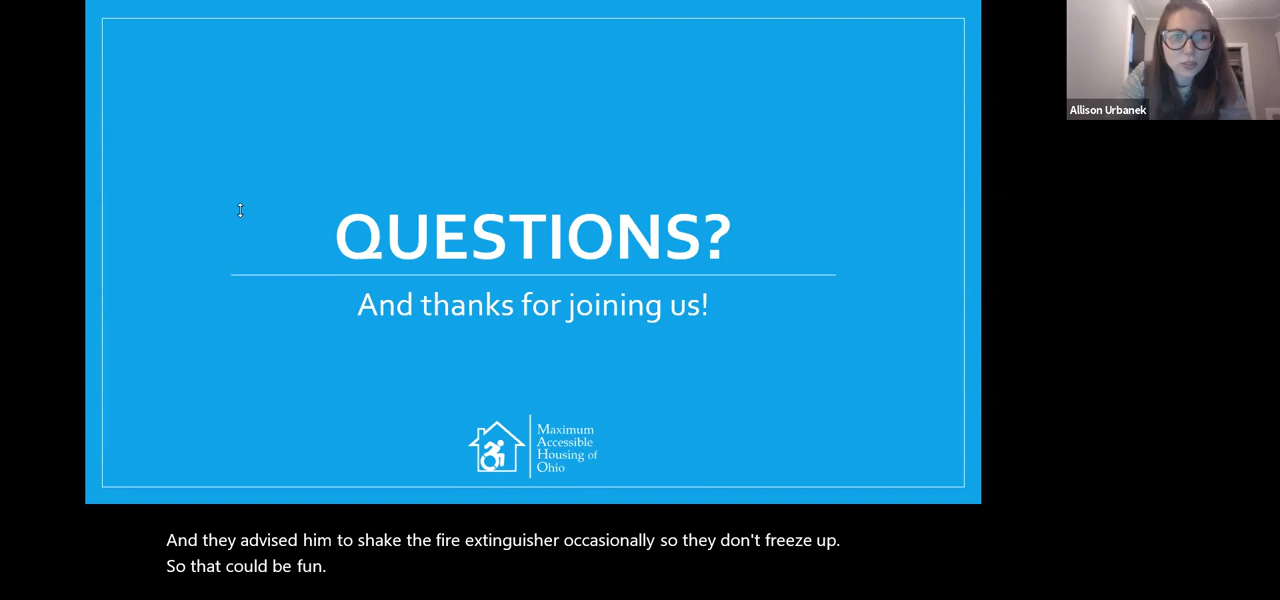 Allison Urbanek
QUESTIONS?
And thanks for joining us!
Maximum
Accessible
Housing of
Ohio
And they advised him to shake the fire extinguisher occasionally so they don't freeze up.
So that could be fun.